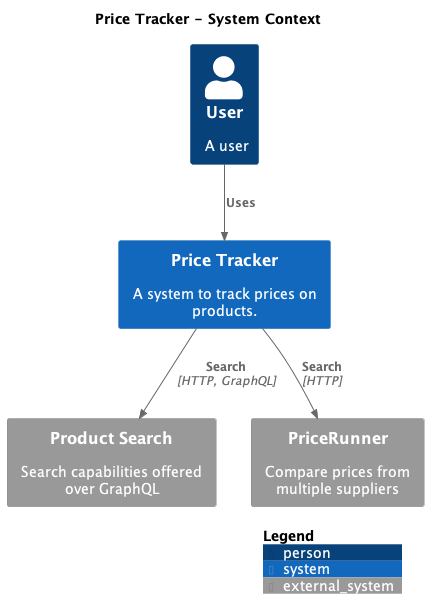 Price Tracker - System Context
User
A user
Uses
Price Tracker
A system to track prices on
products.
Search
[HTTP, GraphQL]
Search
[HTTP]
Product Search
Search capabilities offered
over GraphQL
PriceRunner
Compare prices from
multiple suppliers
Legend
person
system
external_system